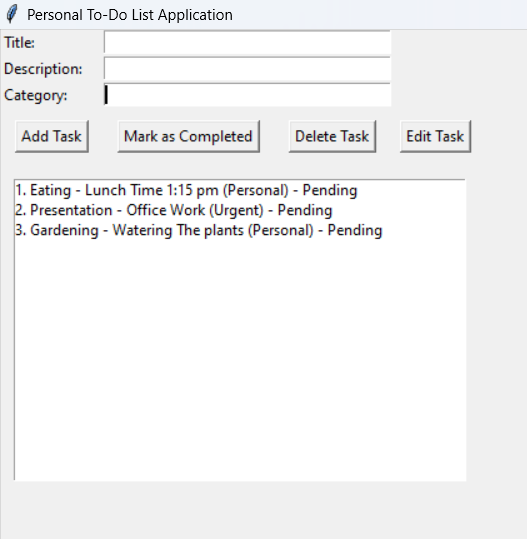 Personal To-Do List Application
Title:
Description:
Category:
Add Task Mark as Completed Delete Task Edit Task
1. Eating - Lunch Time 1:15 pm (Personal) - Pending
2. Presentation - Office Work (Urgent) - Pending
3. Gardening - Watering The plants (Personal) - Pending